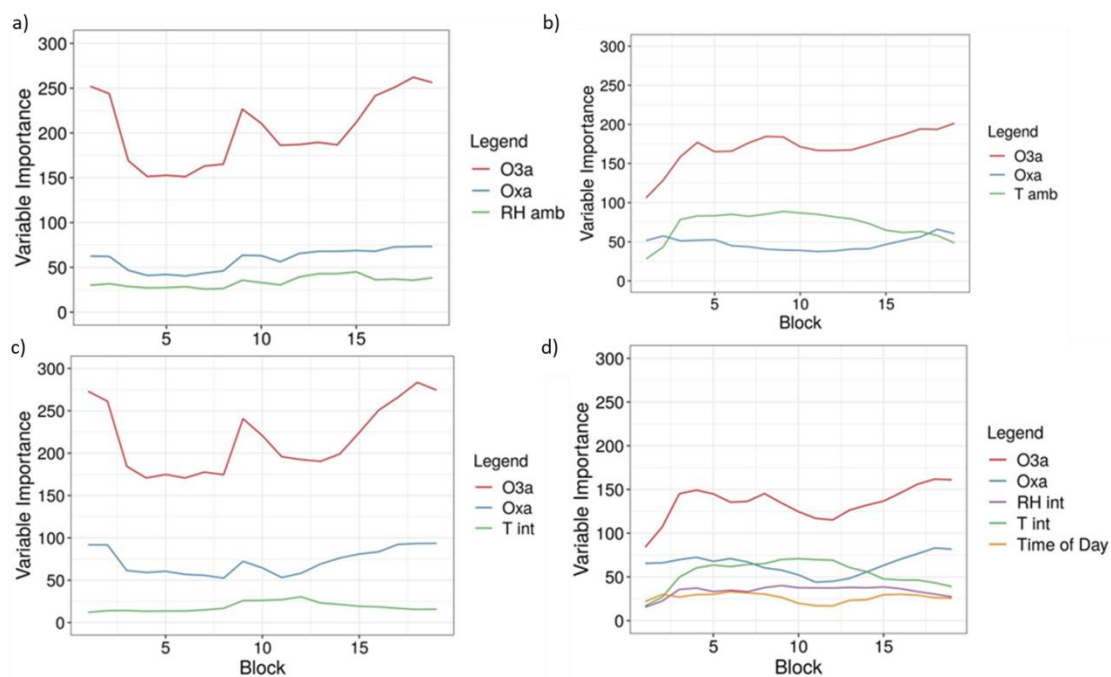 a)
300
250
200
150
100
50
0
Variable Importance
5
10
15
Legend
O3a
Oxa
RH amb
b)
300
250
200
150
100
50
0
Variable Importance
5
10
15
Block
Legend
O3a
Oxa
T amb
c)
300
250
200
150
100
50
0
Variable Importance
5
10
15
Block
Legend
O3a
Oxa
T int
d)
300
250
200
150
100
50
0
Variable Importance
5
10
15
Block
Legend
O3a
Oxa
RH int
T int
Time of Day